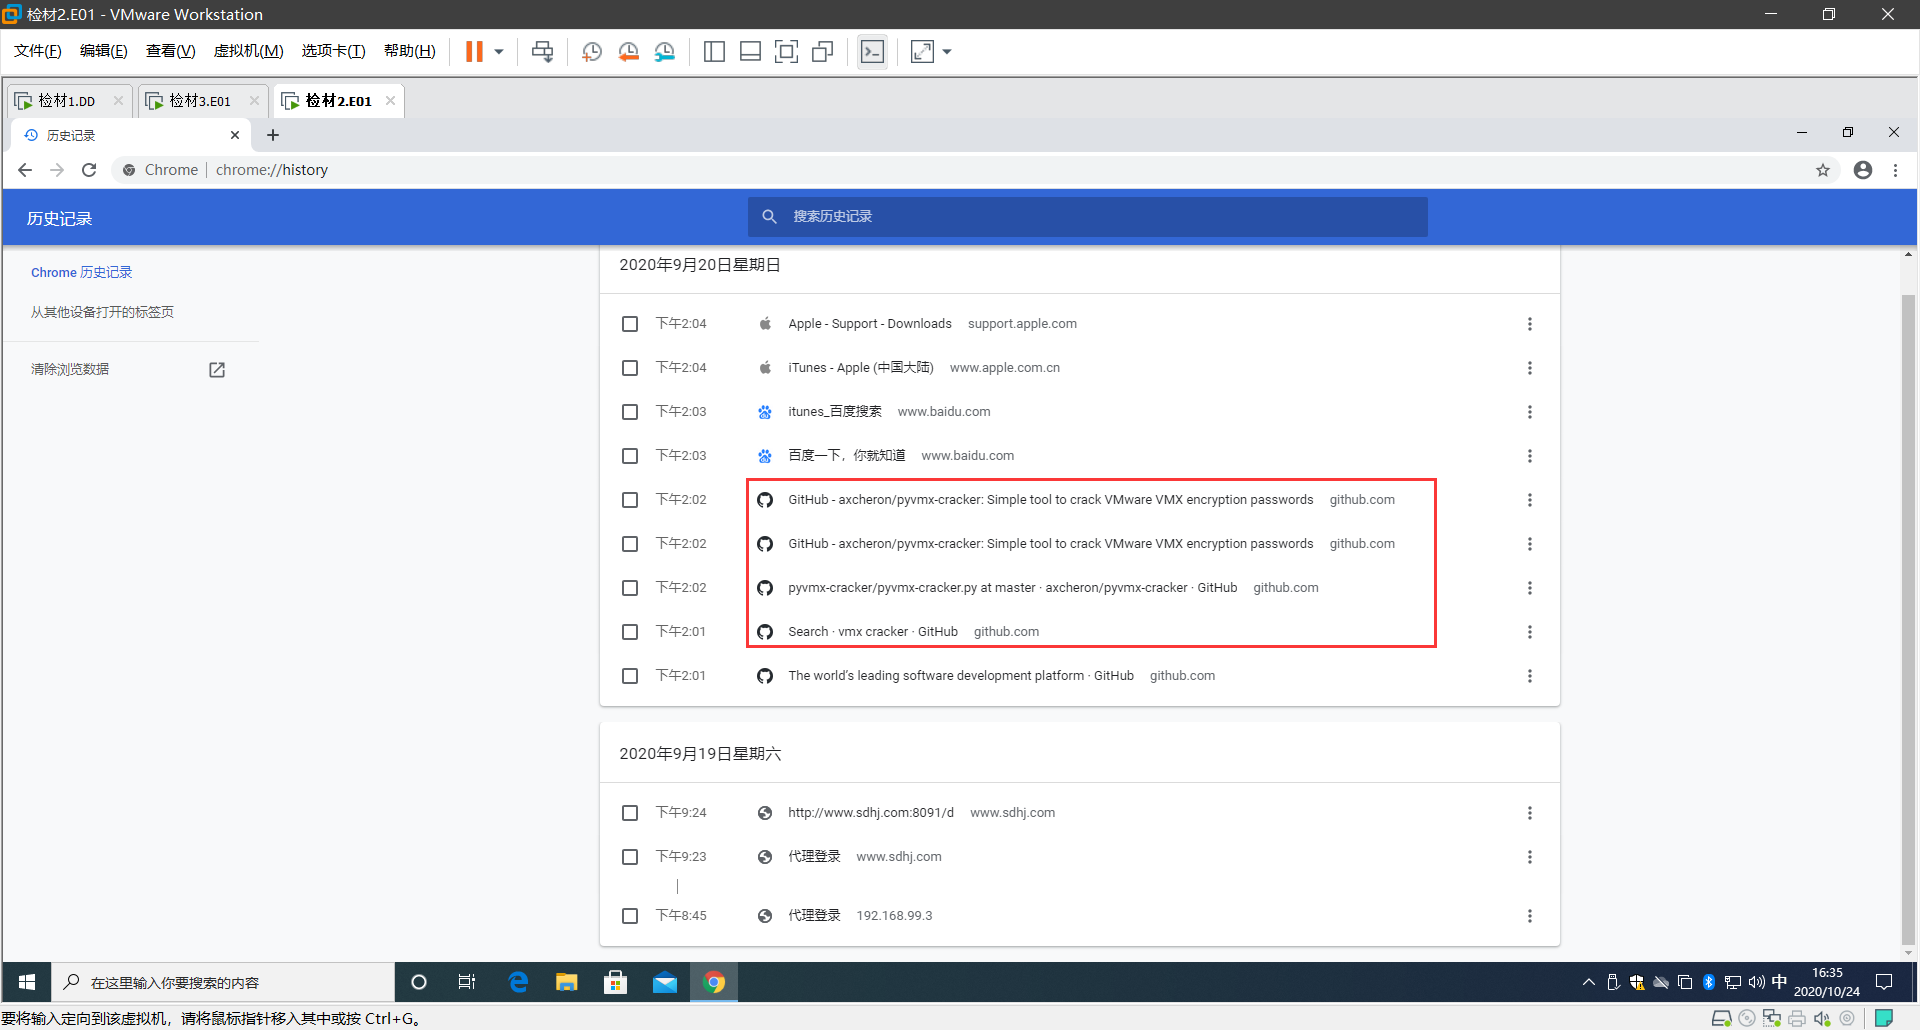 检材2.E01 - VMware Workstation
文件(F) 编辑(E) 查看(V) 虚拟机(M) 选项卡(T) 帮助(H)
检材1.DD 检材3.E01 检材2.E01
历史记录
Chrome chrome://history
历史记录 搜索历史记录
Chrome 历史记录
从其他设备打开的标签页
清除浏览数据
2020年9月20日星期日
下午2:04 Apple - Support - Downloads support.apple.com
下午2:04 iTunes - Apple (中国大陆) www.apple.com.cn
下午2:03 itunes_百度搜索 www.baidu.com
下午2:03 百度一下，你就知道 www.baidu.com
下午2:02 GitHub - axcheron/pyvmx-cracker: Simple tool to crack VMware VMX encryption passwords github.com
下午2:02 GitHub - axcheron/pyvmx-cracker: Simple tool to crack VMware VMX encryption passwords github.com
下午2:02 pyvmx-cracker/pyvmx-cracker.py at master · axcheron/pyvmx-cracker · GitHub github.com
下午2:01 Search · vmx cracker · GitHub github.com
下午2:01 The world’s leading software development platform · GitHub github.com
2020年9月19日星期六
下午9:24 http://www.sdhj.com:8091/d www.sdhj.com
下午9:23 代理登录 www.sdhj.com
下午8:45 代理登录 192.168.99.3
在这里输入你要搜索的内容
中 16:35
2020/10/24
要将输入定向到该虚拟机，请将鼠标指针移入其中或按 Ctrl+G。